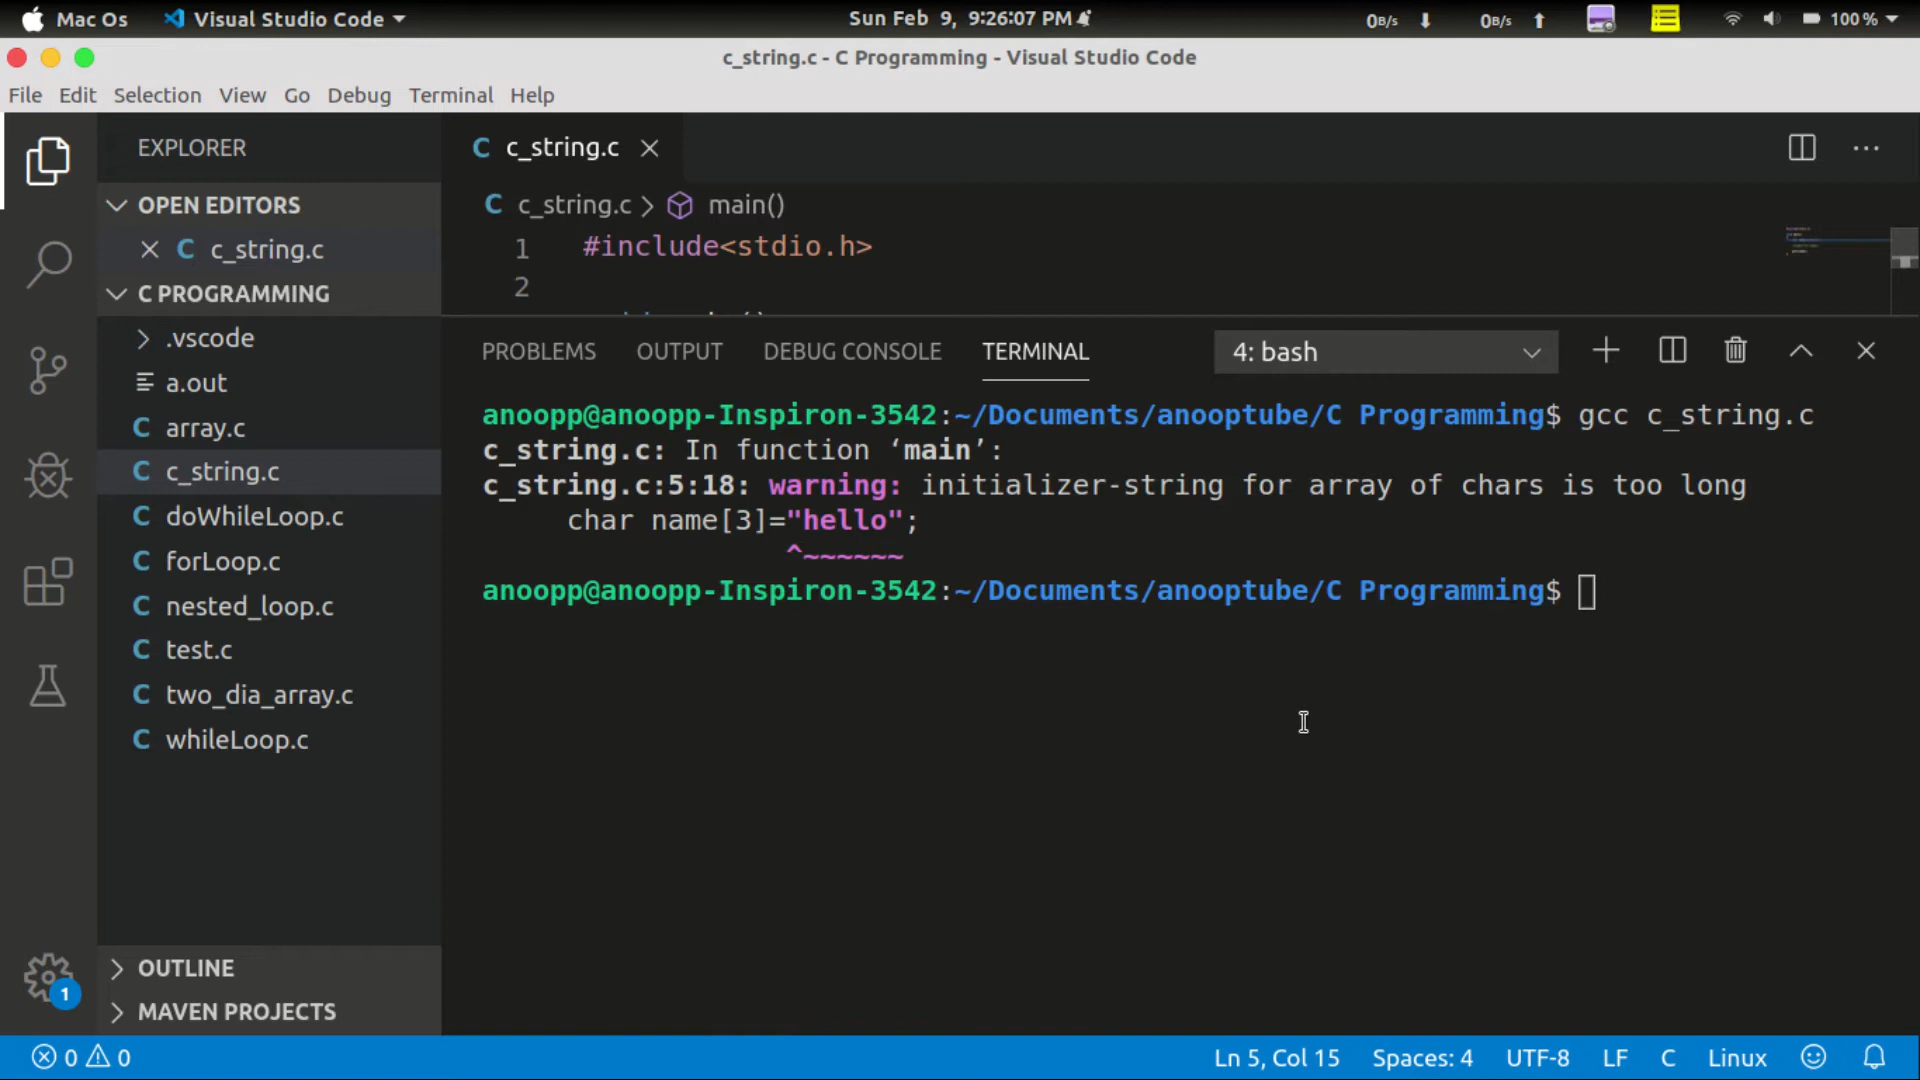 Mac Os Visual Studio Code Sun Feb 9, 9:26:07 PM 0B/s 0B/s 100 %
c_string.c - C Programming - Visual Studio Code
File Edit Selection View Go Debug Terminal Help
EXPLORER
OPEN EDITORS
C c_string.c
C PROGRAMMING
.vscode
a.out
C array.c
C c_string.c
C doWhileLoop.c
C forLoop.c
C nested_loop.c
C test.c
C two_dia_array.c
C whileLoop.c
OUTLINE
MAVEN PROJECTS
1
C c_string.c
C c_string.c > main()
1 #include<stdio.h>
2
PROBLEMS OUTPUT DEBUG CONSOLE TERMINAL 4: bash
anoopp@anoopp-Inspiron-3542:~/Documents/anooptube/C Programming$ gcc c_string.c
c_string.c: In function ‘main’:
c_string.c:5:18: warning: initializer-string for array of chars is too long
char name[3]="hello";
^~~~~~~
anoopp@anoopp-Inspiron-3542:~/Documents/anooptube/C Programming$
0 0 Ln 5, Col 15 Spaces: 4 UTF-8 LF C Linux